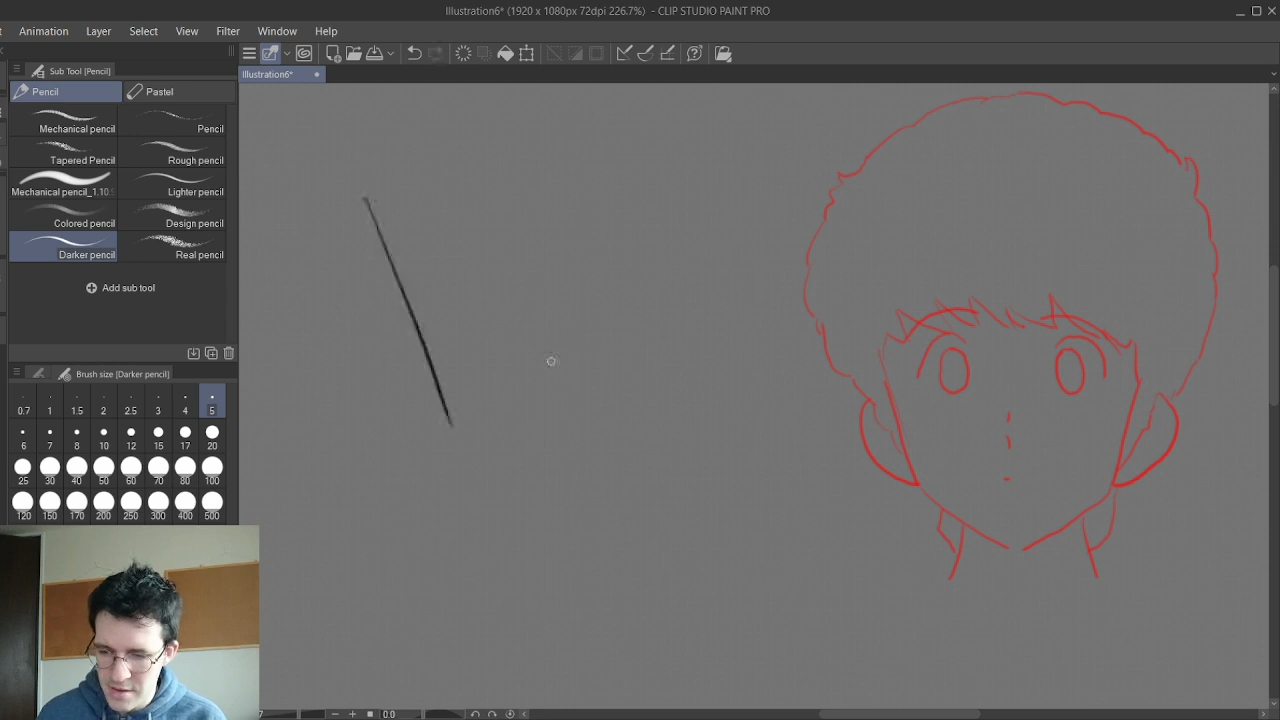 Illustration6* (1920 x 1080px 72dpi 226.7%)  - CLIP STUDIO PAINT PRO
Animation Layer Select View Filter Window Help
Sub Tool [Pencil]
Illustration6*
Pencil Pastel
Mechanical pencil Pencil
Tapered Pencil Rough pencil
Mechanical pencil_1.10.5 Lighter pencil
Colored pencil Design pencil
Darker pencil Real pencil
Add sub tool
Brush size [Darker pencil]
0.7 1 1.5 2 2.5 3 4 5
6 7 8 10 12 15 17 20
25 30 40 50 60 70 80 100
120 150 170 200 250 300 400 500
7 0.0